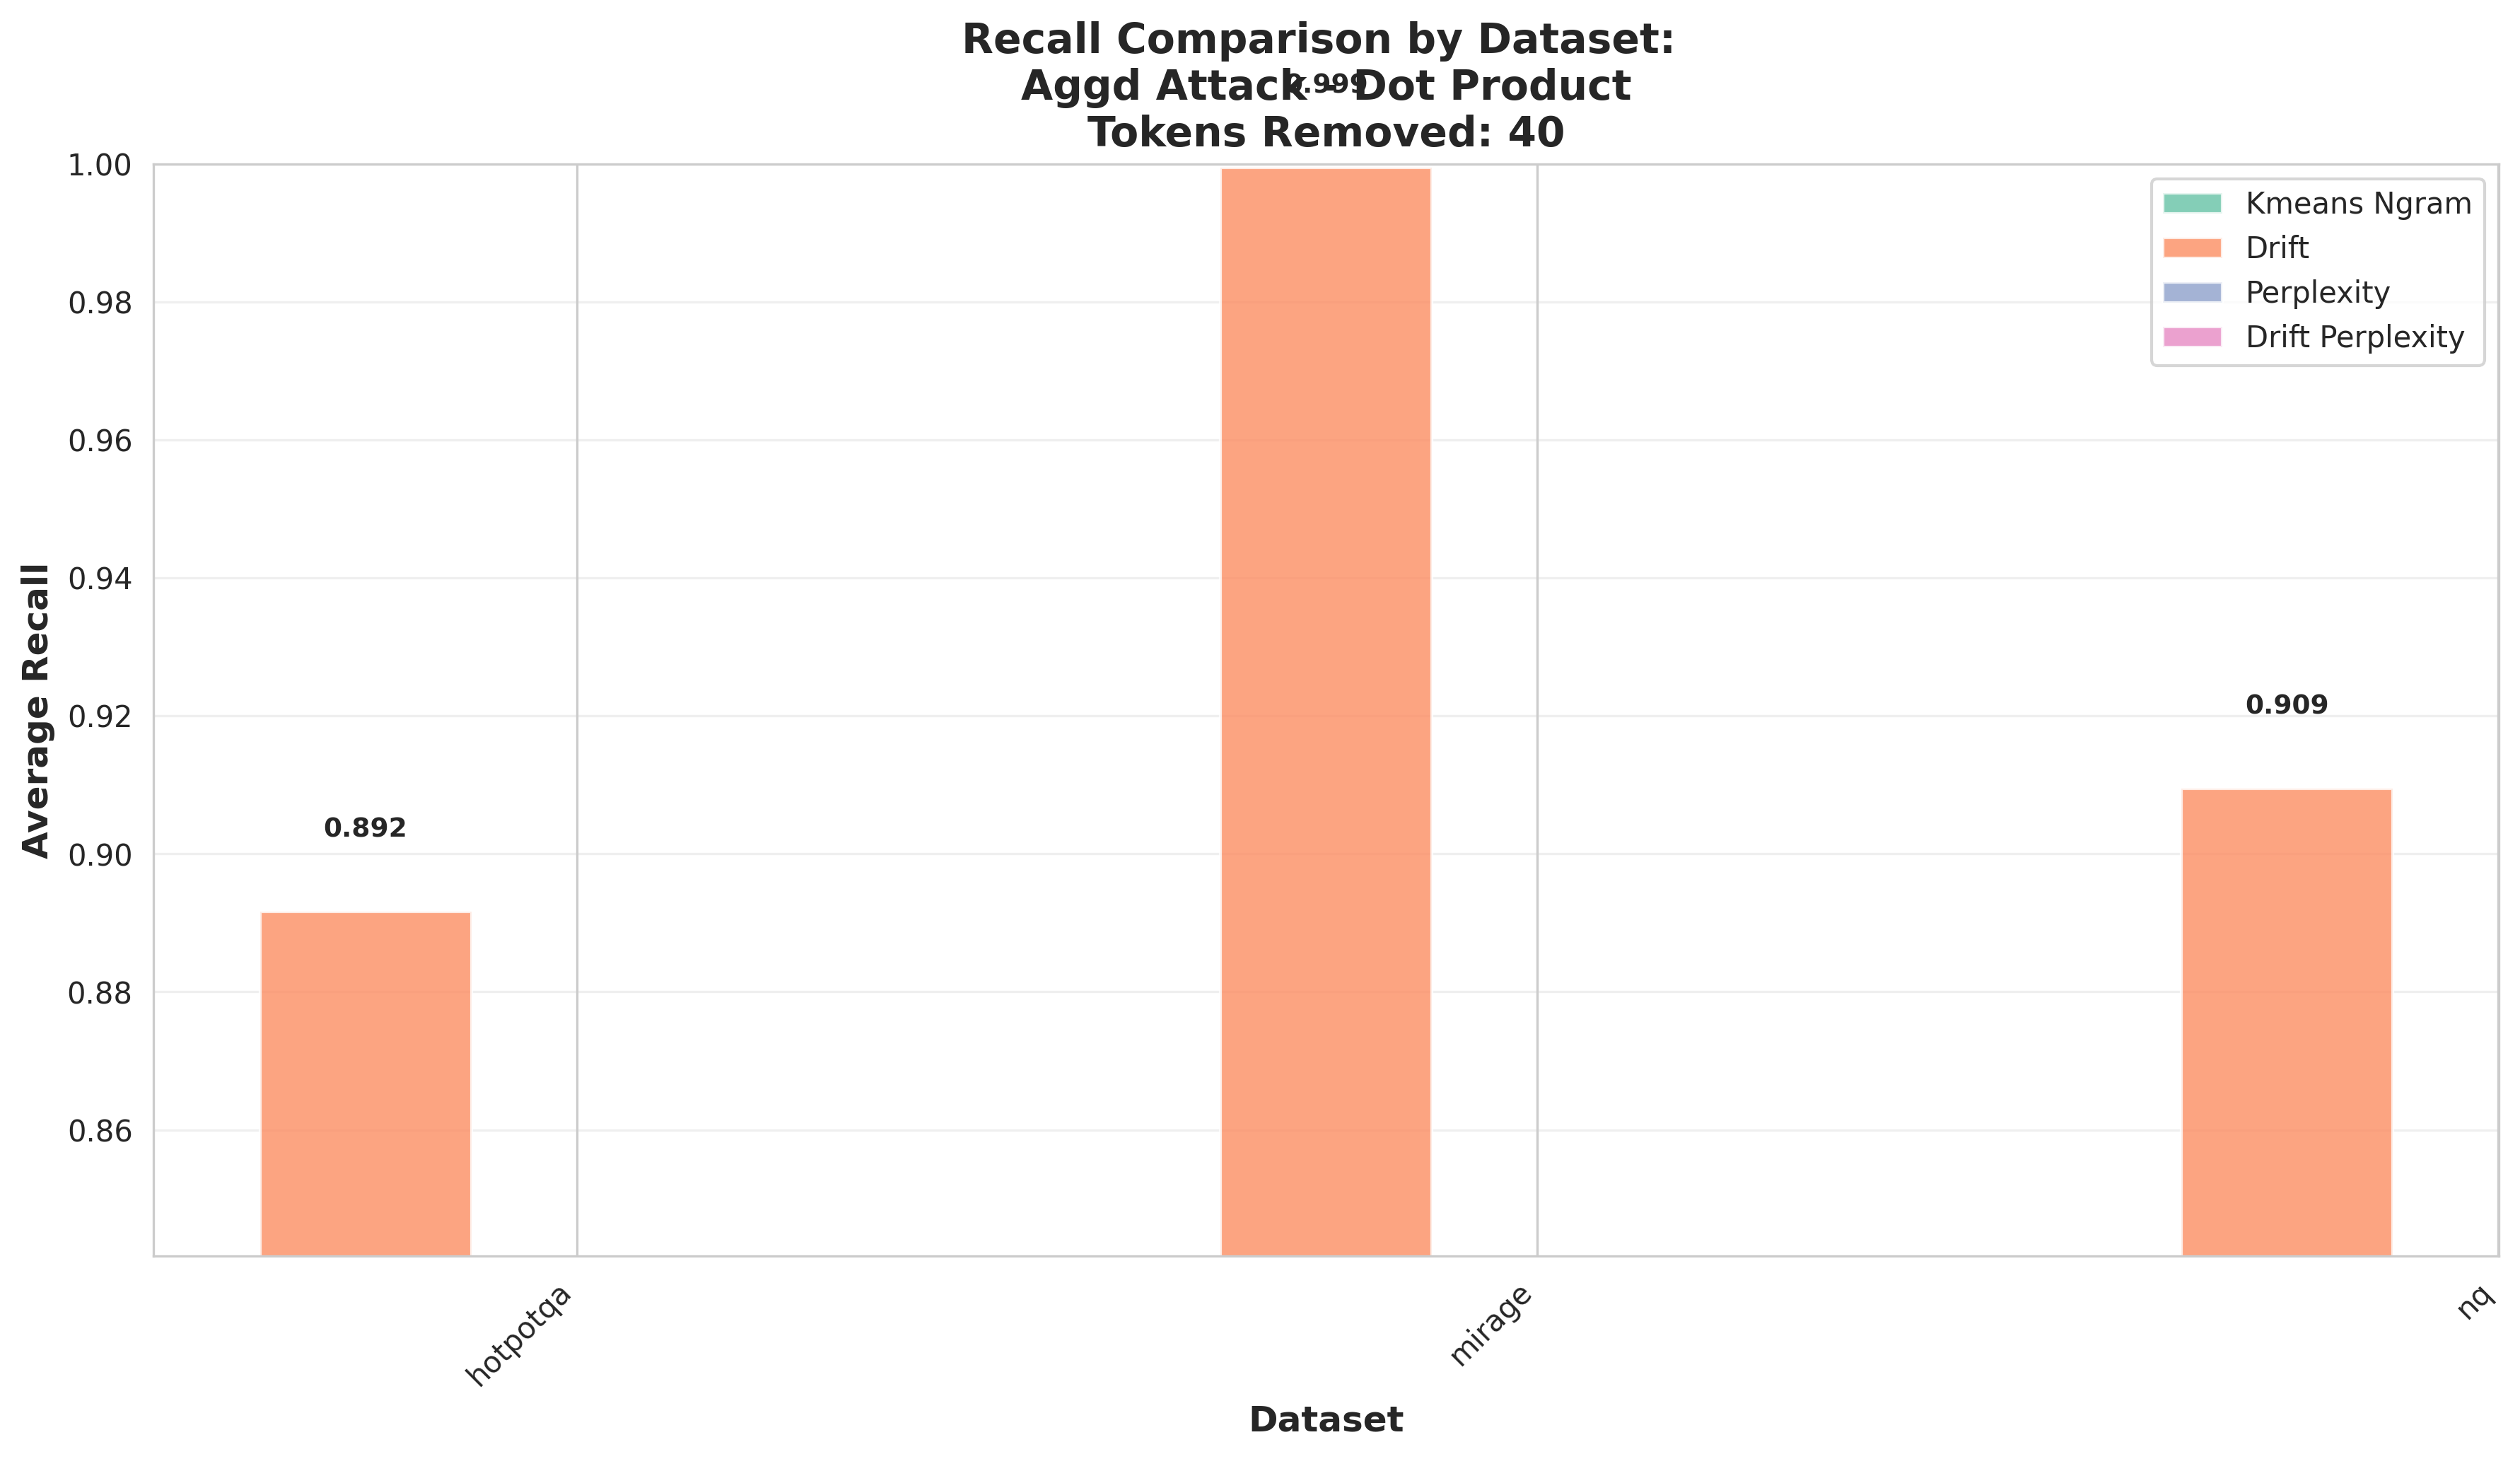 Recall Comparison by Dataset:
Aggd Attack - Dot Product
0.999
Tokens Removed: 40
1.00
0.98
0.96
0.94
0.92
0.90
0.88
0.86
Average Recall
Kmeans Ngram
Drift
Perplexity
Drift Perplexity
0.892
0.909
hotpotqa
mirage
nq
Dataset